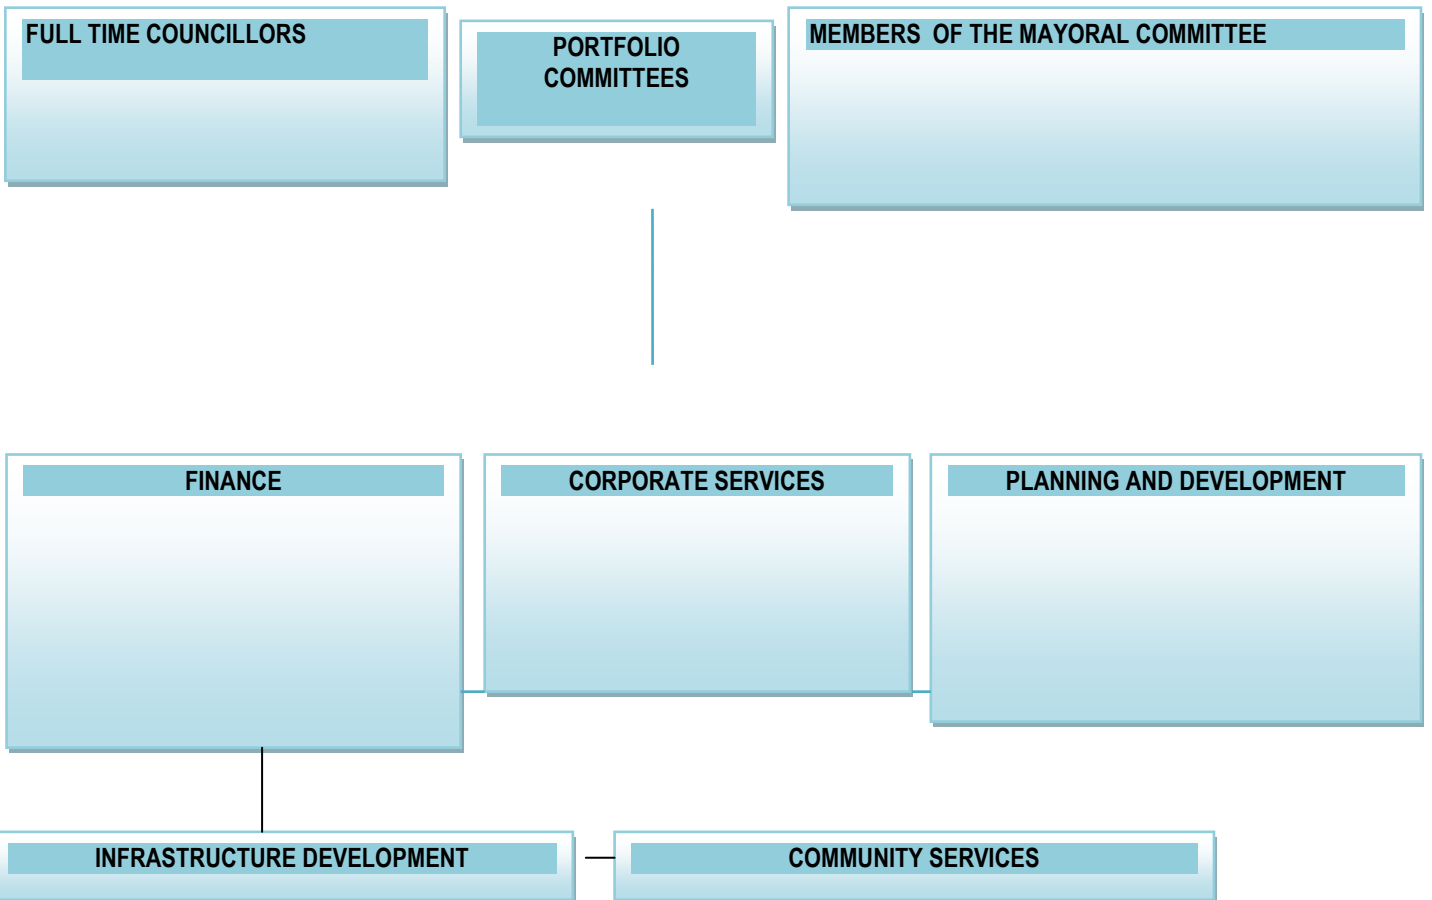 FULL TIME COUNCILLORS
PORTFOLIO
COMMITTEES
MEMBERS  OF THE MAYORAL COMMITTEE
FINANCE
CORPORATE SERVICES
PLANNING AND DEVELOPMENT
INFRASTRUCTURE DEVELOPMENT
COMMUNITY SERVICES